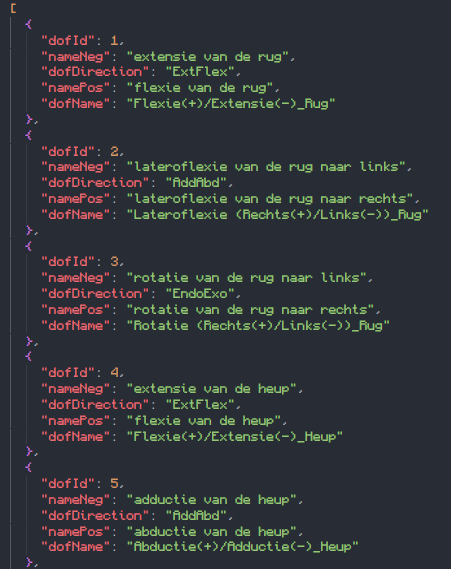 [
{
"dofId": 1,
"nameNeg": "extensie van de rug",
"dofDirection": "ExtFlex",
"namePos": "flexie van de rug",
"dofName": "Flexie(+)/Extensie(-)_Rug"
},
{
"dofId": 2,
"nameNeg": "lateroflexie van de rug naar links",
"dofDirection": "AddAbd",
"namePos": "lateroflexie van de rug naar rechts",
"dofName": "Lateroflexie (Rechts(+)/Links(-))_Rug"
},
{
"dofId": 3,
"nameNeg": "rotatie van de rug naar links",
"dofDirection": "EndoExo",
"namePos": "rotatie van de rug naar rechts",
"dofName": "Rotatie (Rechts(+)/Links(-))_Rug"
},
{
"dofId": 4,
"nameNeg": "extensie van de heup",
"dofDirection": "ExtFlex",
"namePos": "flexie van de heup",
"dofName": "Flexie(+)/Extensie(-)_Heup"
},
{
"dofId": 5,
"nameNeg": "adductie van de heup",
"dofDirection": "AddAbd",
"namePos": "abductie van de heup",
"dofName": "Abductie(+)/Adductie(-)_Heup"
},